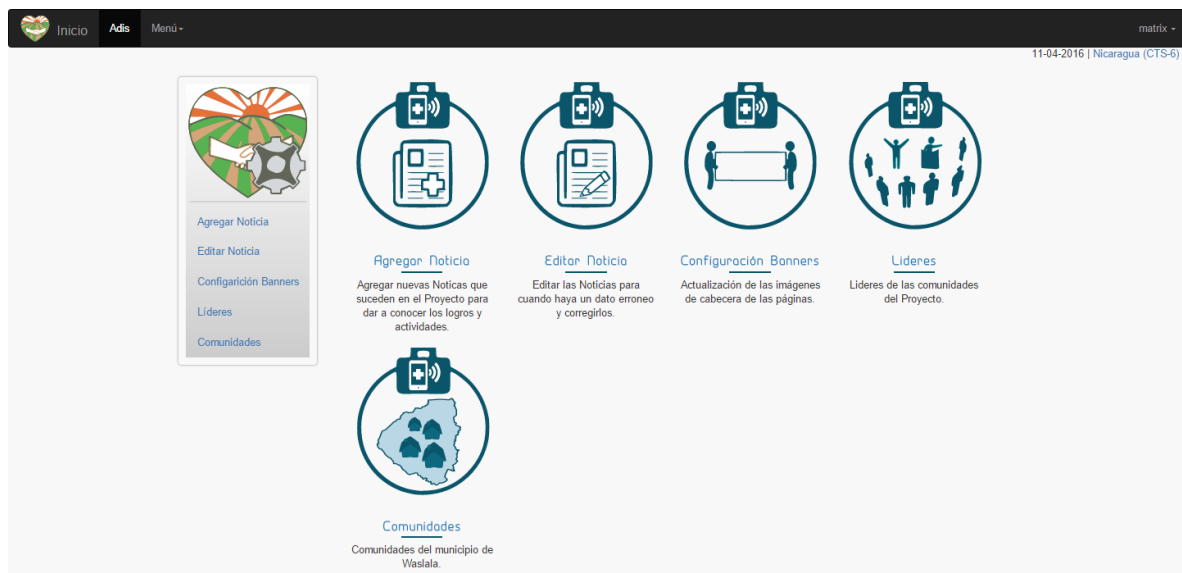 Inicio Adis Menú matrix
11-04-2016 | Nicaragua (CTS-6)
Agregar Noticia
Editar Noticia
Configarición Banners
Líderes
Comunidades
Agregar Noticia
Agregar nuevas Noticas que
suceden en el Proyecto para
dar a conocer los logros y
actividades.
Editar Noticia
Editar las Noticias para
cuando haya un dato erroneo
y corregirlos.
Configuración Banners
Actualización de las imágenes
de cabecera de las páginas.
Lideres
Lideres de las comunidades
del Proyecto.
Comunidades
Comunidades del municipio de
Waslala.